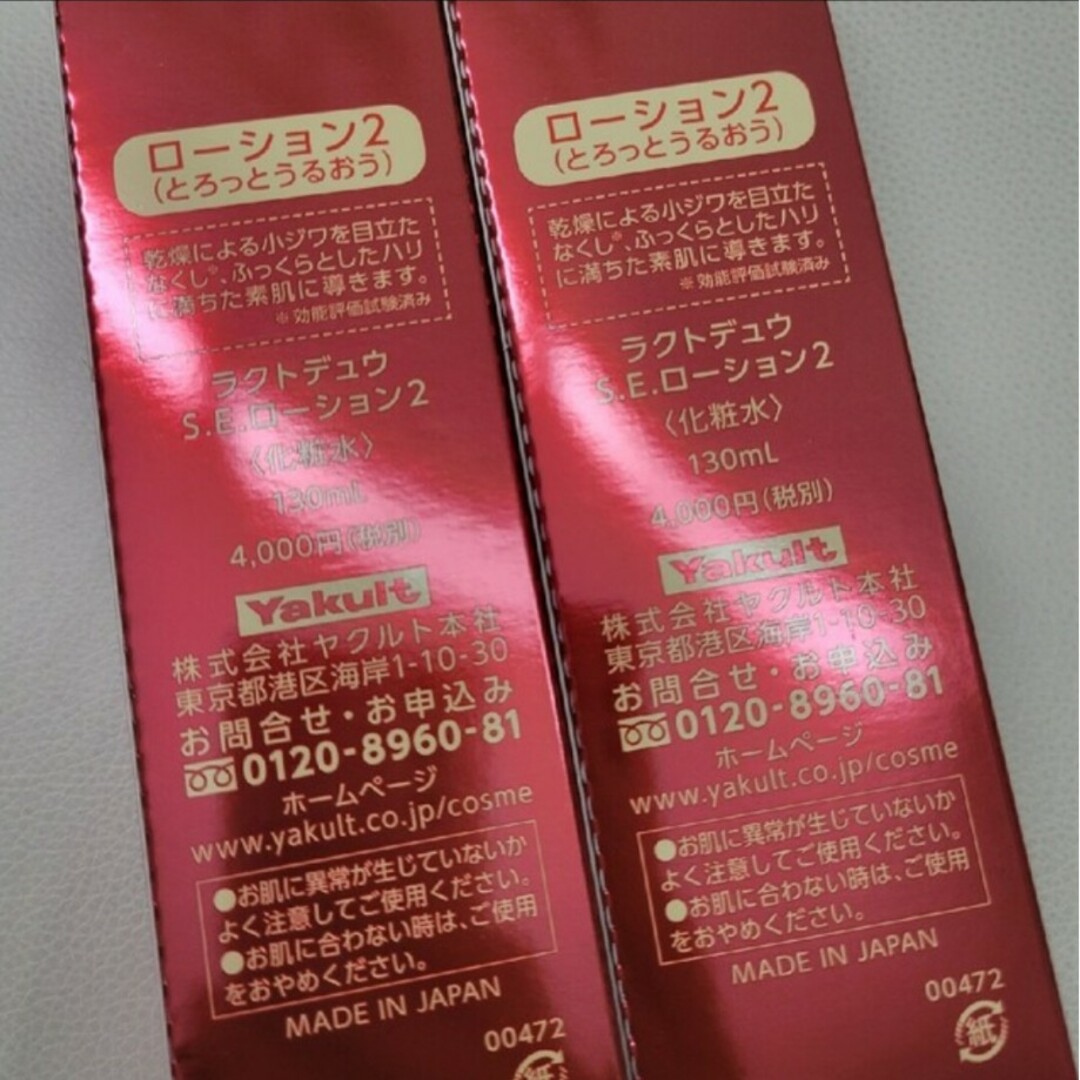 ローション2
(とろっとうるおう)
乾燥による小ジワを目立た
なくし※、ふっくらとしたハリ
に満ちた素肌に導きます。
※効能評価試験済み
ラクトデュウ
S.E.ローション2
〈化粧水〉
130mL
4,000円(税別)
Yakult
株式会社ヤクルト本社
東京都港区海岸1-10-30
お問合せ・お申込み
0120-8960-81
ホームページ
www.yakult.co.jp/cosme
●お肌に異常が生じていないか
よく注意してご使用ください。
●お肌に合わない時は、ご使用
をおやめください。
MADE IN JAPAN
00472
紙
ローション2
(とろっとうるおう)
乾燥による小ジワを目立た
なくし※、ふっくらとしたハリ
に満ちた素肌に導きます。
※効能評価試験済み
ラクトデュウ
S.E.ローション2
〈化粧水〉
130mL
4,000円(税別)
Yakult
株式会社ヤクルト本社
東京都港区海岸1-10-30
お問合せ・お申込み
0120-8960-81
ホームページ
www.yakult.co.jp/cosme
●お肌に異常が生じていないか
よく注意してご使用ください。
●お肌に合わない時は、ご使用
をおやめください。
MADE IN JAPAN
00472
紙